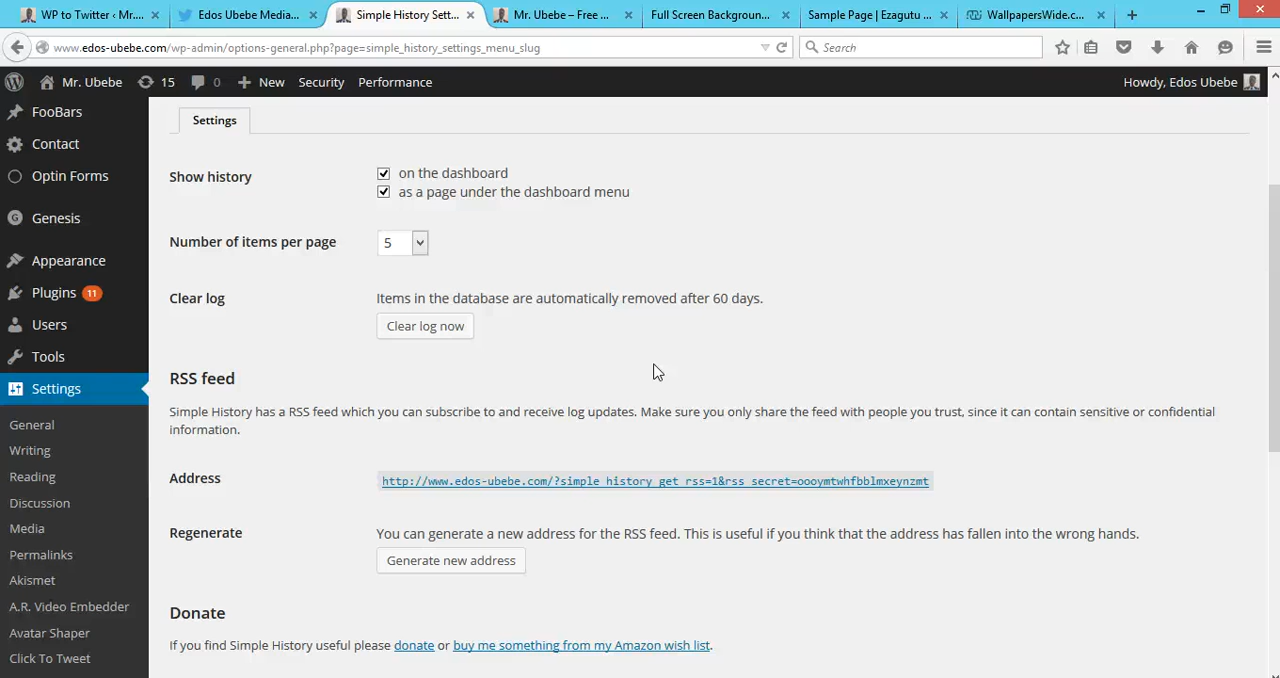 WP to Twitter ‹ Mr....
Edos Ubebe Media...
Simple History Sett...
Mr. Ubebe – Free ...
Full Screen Backgroun...
Sample Page | Ezagutu ...
WallpapersWide.c...
www.edos-ubebe.com/wp-admin/options-general.php?page=simple_history_settings_menu_slug
Search
Mr. Ubebe
15
0
New
Security
Performance
Howdy, Edos Ubebe
FooBars
Contact
Optin Forms
Genesis
Appearance
Plugins 11
Users
Tools
Settings
General
Writing
Reading
Discussion
Media
Permalinks
Akismet
A.R. Video Embedder
Avatar Shaper
Click To Tweet
Settings
Show history
on the dashboard
as a page under the dashboard menu
Number of items per page
5
Clear log
Items in the database are automatically removed after 60 days.
Clear log now
RSS feed
Simple History has a RSS feed which you can subscribe to and receive log updates. Make sure you only share the feed with people you trust, since it can contain sensitive or confidential
information.
Address
http://www.edos-ubebe.com/?simple_history_get_rss=1&rss_secret=oooymtwhfbblmxeynzmt
Regenerate
You can generate a new address for the RSS feed. This is useful if you think that the address has fallen into the wrong hands.
Generate new address
Donate
If you find Simple History useful please donate or buy me something from my Amazon wish list.